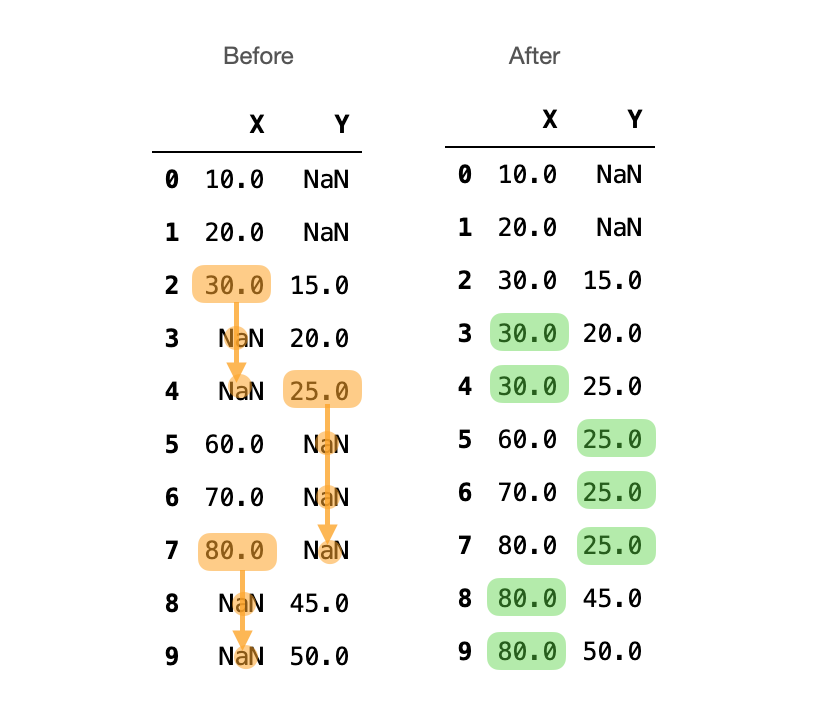 Before After
X Y X Y
0 10.0 NaN 0 10.0 NaN
1 20.0 NaN 1 20.0 NaN
2 30.0 15.0 2 30.0 15.0
3 NaN 20.0 3 30.0 20.0
4 NaN 25.0 4 30.0 25.0
5 60.0 NaN 5 60.0 25.0
6 70.0 NaN 6 70.0 25.0
7 80.0 NaN 7 80.0 25.0
8 NaN 45.0 8 80.0 45.0
9 NaN 50.0 9 80.0 50.0